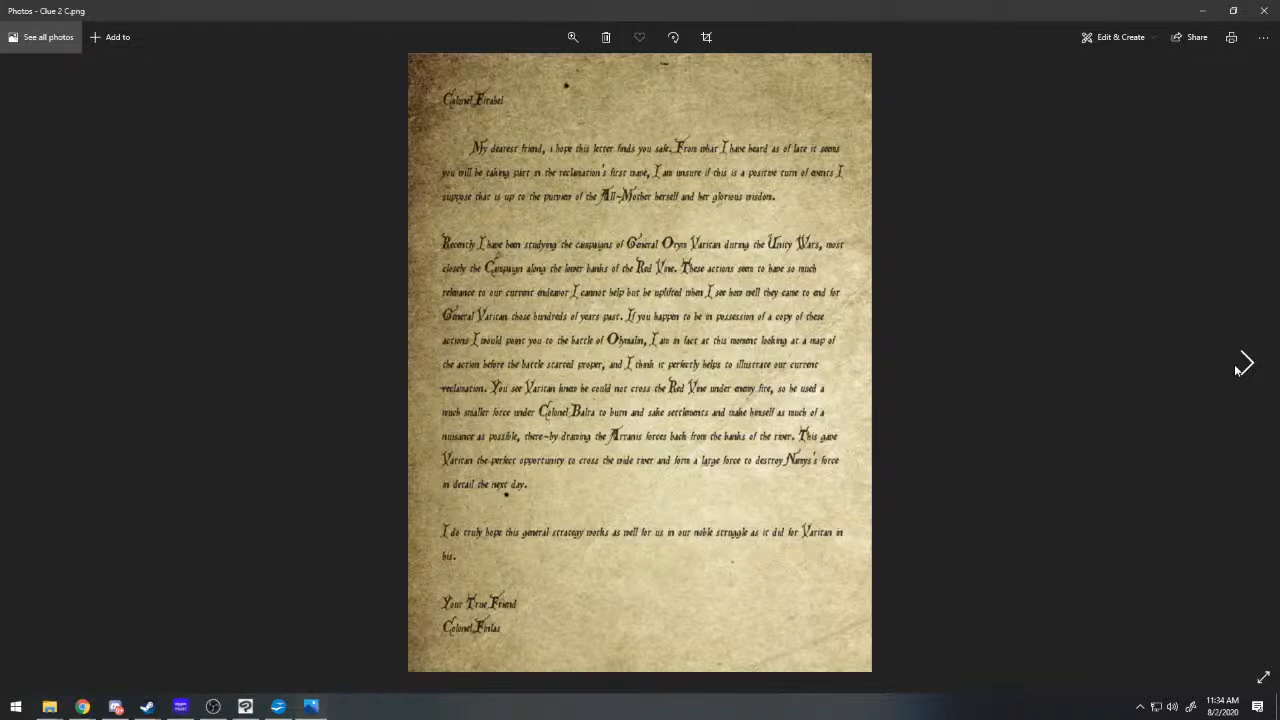 Photos - Clue 2 C.png
See all photos
Add to
Edit & Create
Share
Colonel Firabel
My dearest friend, i hope this letter finds you safe. From what I have heard as of late it seems
you will be taking part in the reclamation's first wave, I am unsure if this is a positive turn of events I
suppose that is up to the purview of the All-Mother herself and her glorious wisdom.
Recently I have been studying the campaigns of General Orym Varitan during the Unity Wars, most
closely the Campaign along the lower banks of the Red Vine. These actions seem to have so much
relevance to our current endeavor I cannot help but be uplifted when I see how well they came to end for
General Varitan those hundreds of years past. If you happen to be in possession of a copy of these
actions I would point you to the battle of Olymalin, I am in fact at this moment looking at a map of
the action before the battle started proper, and I think it perfectly helps to illustrate our current
reclamation. You see Varitan knew he could not cross the Red Vine under enemy fire, so he used a
much smaller force under Colonel Balra to burn and sake settlements and make himself as much of a
nuisance as possible, there-by drawing the Arranis forces back from the banks of the river. This gave
Varitan the perfect opportunity to cross the wide river and form a large force to destroy Namys's force
in detail the next day.
I do truly hope this general strategy works as well for us in our noble struggle as it did for Varitan in
his.
Your True Friend
Colonel Finlas
11:34 AM
8/2/2020